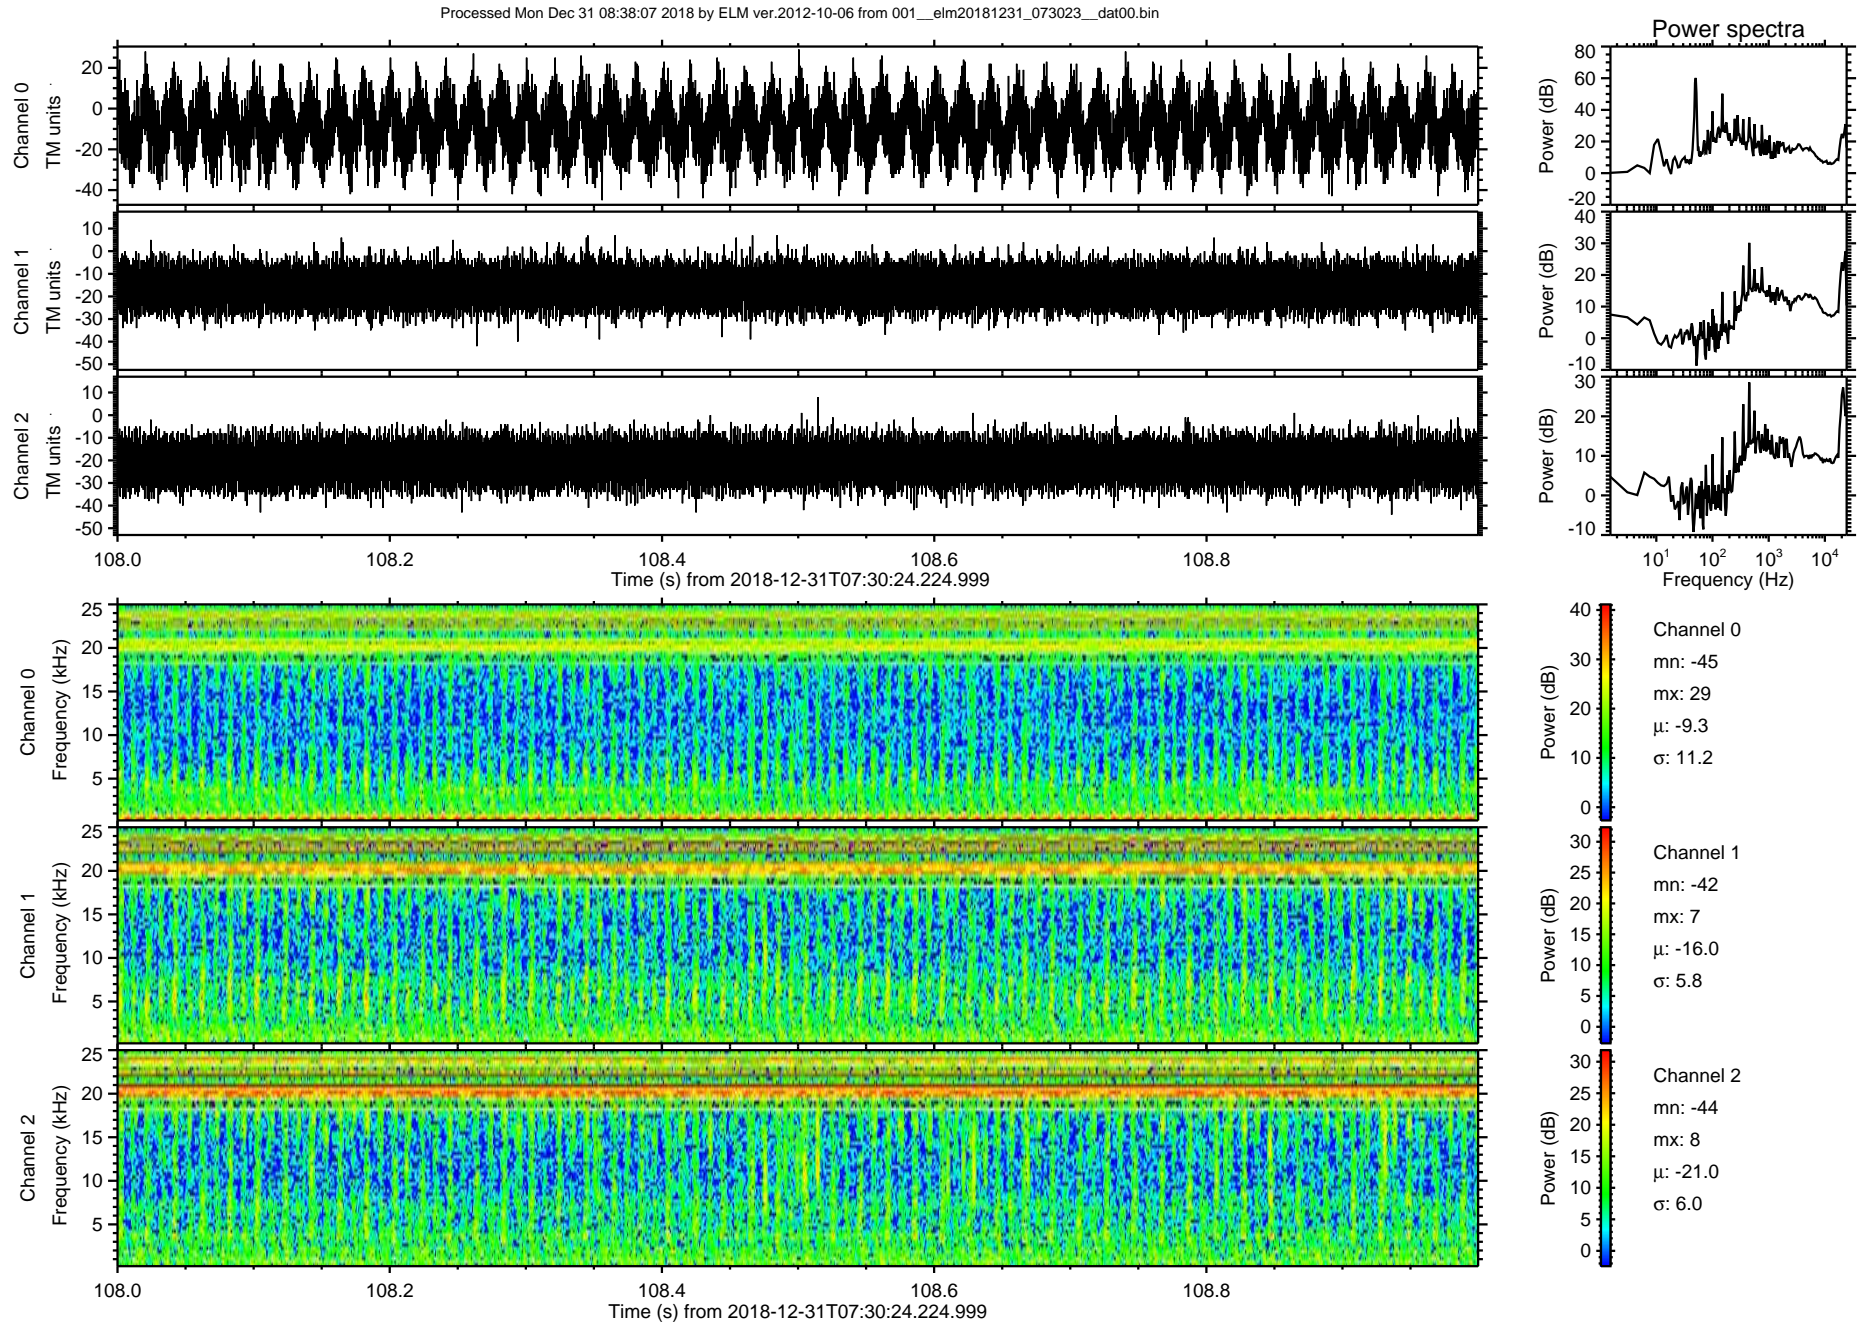 Processed Mon Dec 31 08:38:07 2018 by ELM ver.2012-10-06 from 001__elm20181231_073023__dat00.bin
Power spectra
Channel 0
TM units
20
0
-20
-40
Power (dB)
80
60
40
20
0
-20
Channel 1
TM units
10
0
-10
-20
-30
-40
-50
Power (dB)
40
30
20
10
0
-10
Channel 2
TM units
10
0
-10
-20
-30
-40
-50
Power (dB)
30
20
10
0
-10
108.0 108.2 108.4 108.6 108.8
Time (s) from 2018-12-31T07:30:24.224.999
10¹ 10² 10³ 10⁴
Frequency (Hz)
Channel 0
Frequency (kHz)
25
20
15
10
5
Power (dB)
40
30
20
10
0
Channel 0
mn: -45
mx: 29
μ: -9.3
σ: 11.2
Channel 1
Frequency (kHz)
25
20
15
10
5
Power (dB)
30
25
20
15
10
5
0
Channel 1
mn: -42
mx: 7
μ: -16.0
σ: 5.8
Channel 2
Frequency (kHz)
25
20
15
10
5
Power (dB)
30
25
20
15
10
5
0
Channel 2
mn: -44
mx: 8
μ: -21.0
σ: 6.0
108.0 108.2 108.4 108.6 108.8
Time (s) from 2018-12-31T07:30:24.224.999